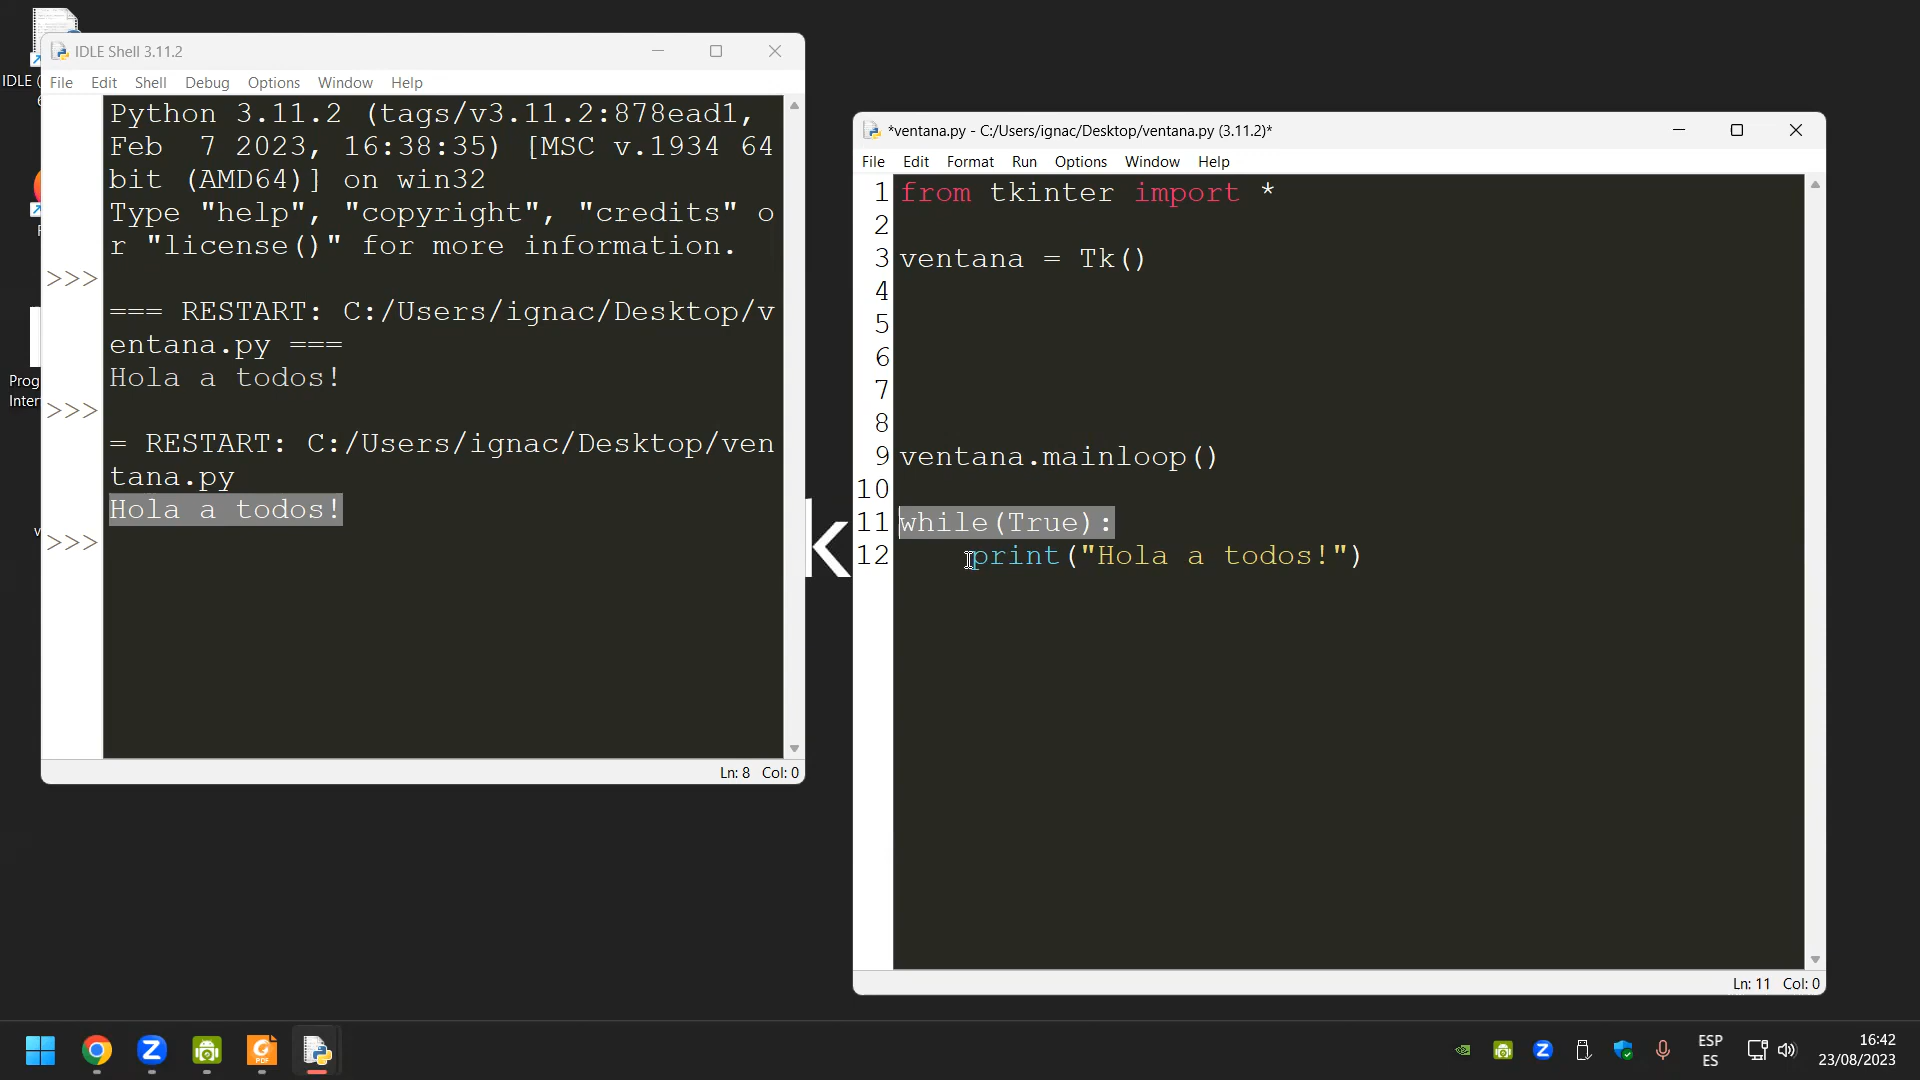 IDLE (
6
Prog
Inter
IDLE Shell 3.11.2
File Edit Shell Debug Options Window Help
Python 3.11.2 (tags/v3.11.2:878ead1,
Feb  7 2023, 16:38:35) [MSC v.1934 64
bit (AMD64)] on win32
Type "help", "copyright", "credits" o
r "license()" for more information.
>>>
=== RESTART: C:/Users/ignac/Desktop/v
entana.py ===
Hola a todos!
>>>
= RESTART: C:/Users/ignac/Desktop/ven
tana.py
Hola a todos!
>>>
Ln: 8 Col: 0
k
*ventana.py - C:/Users/ignac/Desktop/ventana.py (3.11.2)*
File Edit Format Run Options Window Help
1 from tkinter import *
2
3 ventana = Tk()
4
5
6
7
8
9 ventana.mainloop()
10
11 while(True):
12     print("Hola a todos!")
Ln: 11 Col: 0
ESP
ES
16:42
23/08/2023